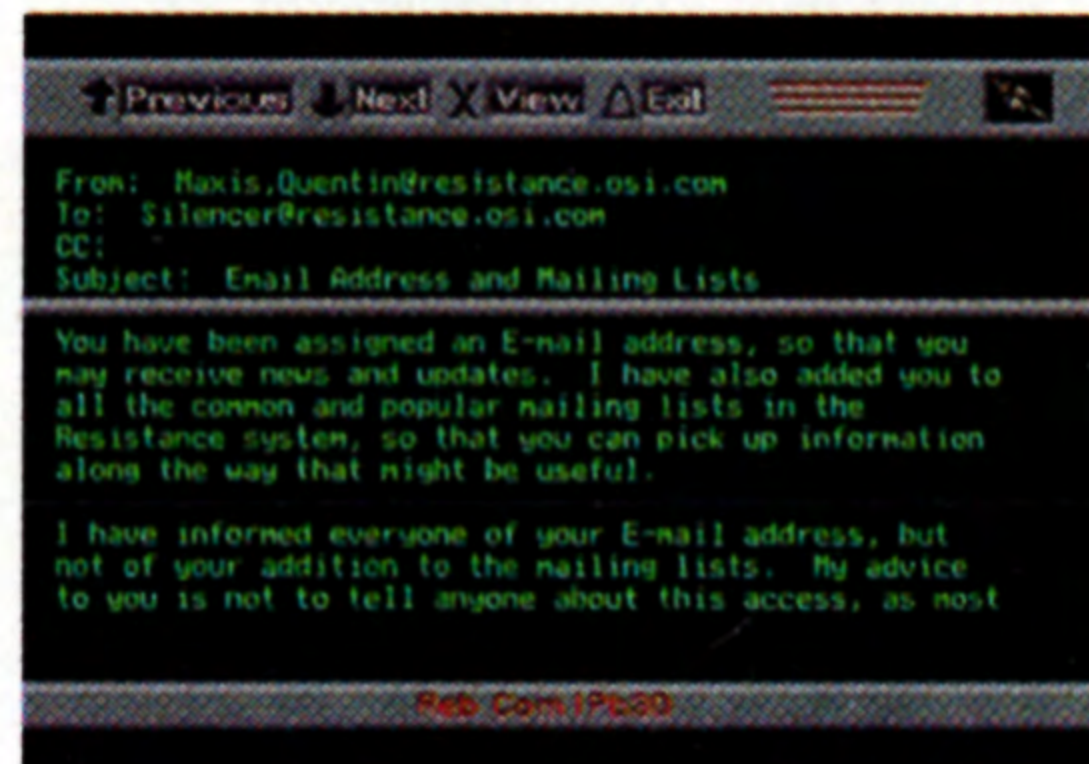 Previous Next View Exit
From: Maxis,Quentin@resistance.osi.com
To: Silencer@resistance.osi.com
CC:
Subject: Email Address and Mailing Lists
You have been assigned an E-mail address, so that you
may receive news and updates. I have also added you to
all the common and popular mailing lists in the
Resistance system, so that you can pick up information
along the way that might be useful.
I have informed everyone of your E-mail address, but
not of your addition to the mailing lists. My advice
to you is not to tell anyone about this access, as most
Reb Com